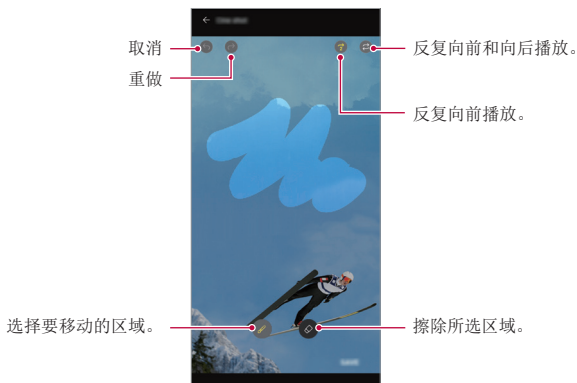 取消
重做
反复向前和向后播放。
反复向前播放。
选择要移动的区域。
擦除所选区域。